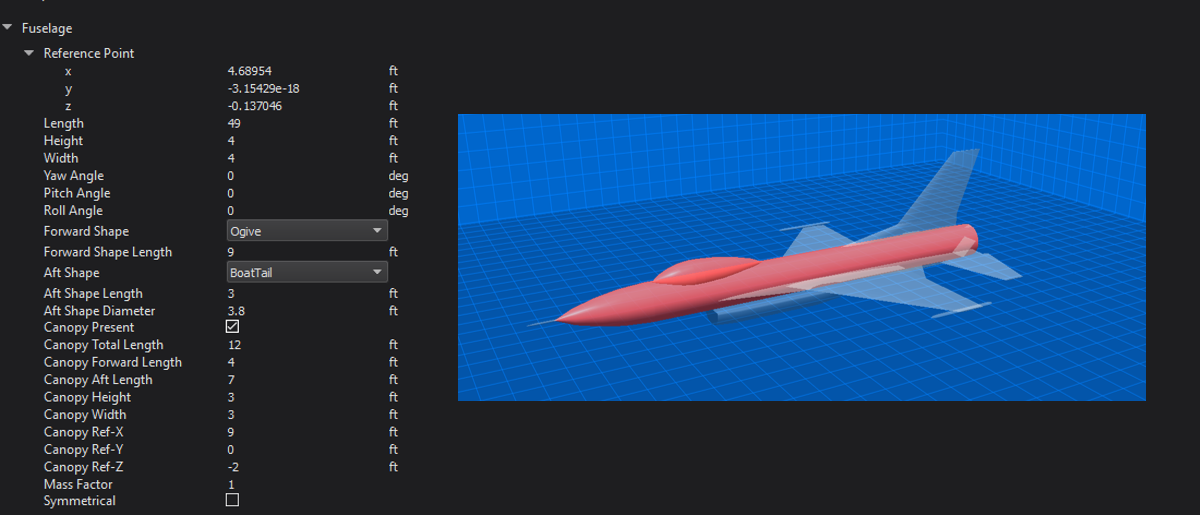 Fuselage
Reference Point
x 4.68954 ft
y -3.15429e-18 ft
z -0.137046 ft
Length 49 ft
Height 4 ft
Width 4 ft
Yaw Angle 0 deg
Pitch Angle 0 deg
Roll Angle 0 deg
Forward Shape Ogive
Forward Shape Length 9 ft
Aft Shape BoatTail
Aft Shape Length 3 ft
Aft Shape Diameter 3.8 ft
Canopy Present
Canopy Total Length 12 ft
Canopy Forward Length 4 ft
Canopy Aft Length 7 ft
Canopy Height 3 ft
Canopy Width 3 ft
Canopy Ref-X 9 ft
Canopy Ref-Y 0 ft
Canopy Ref-Z -2 ft
Mass Factor 1
Symmetrical